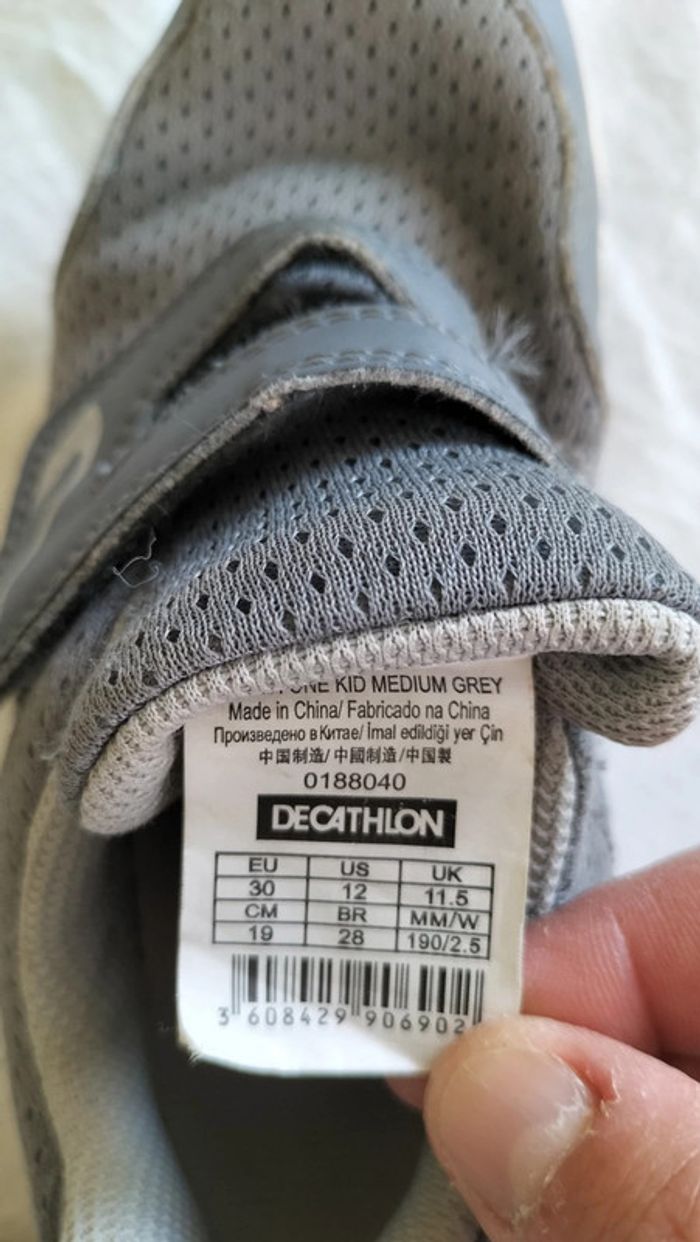 ONE KID MEDIUM GREY
Made in China/ Fabricado na China
Произведено в Китае/ İmal edildiği yer Çin
中国制造/ 中國制造/中国製
0188040
DECATHLON
EU US UK
30 12 11.5
CM BR MM/W
19 28 190/2.5
3 608429 906902